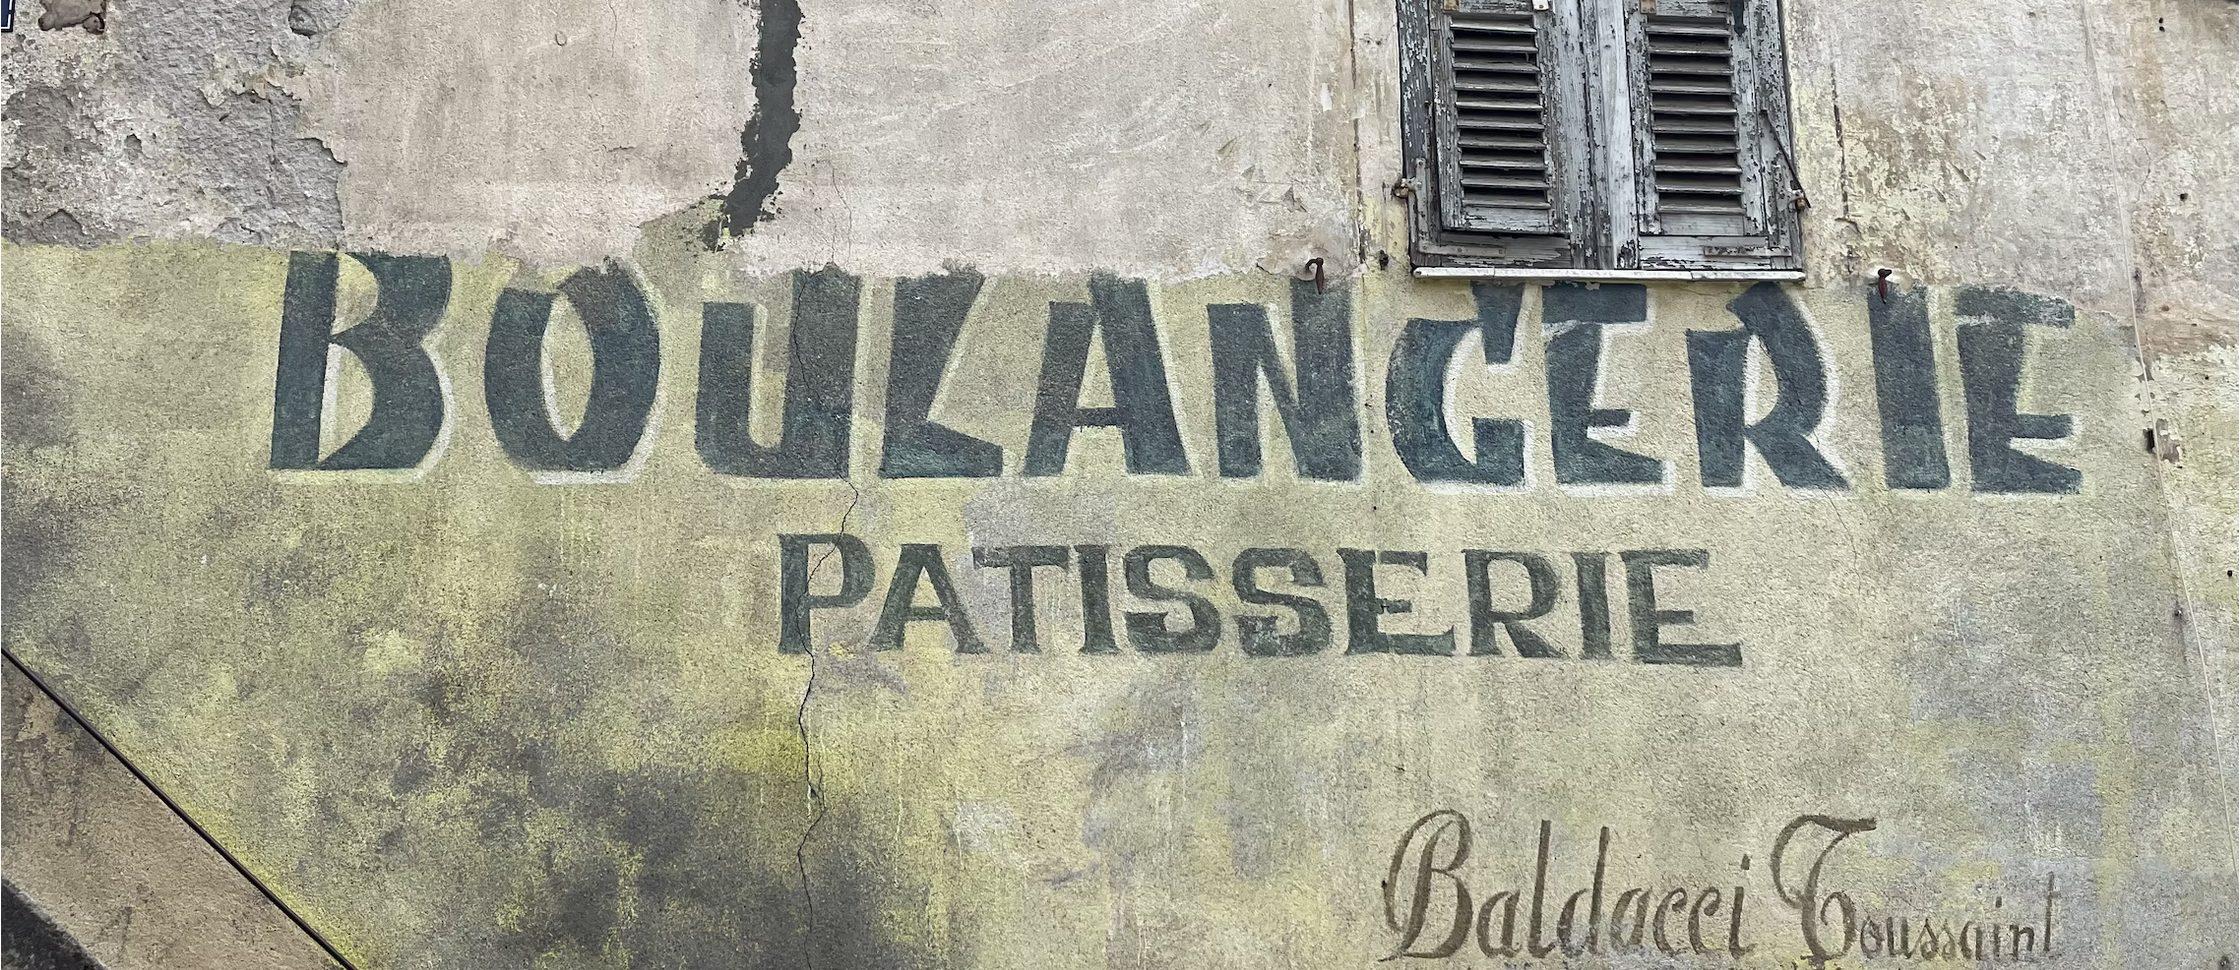 BOULANGERIE
PATISSERIE
Baldacci Toussaint